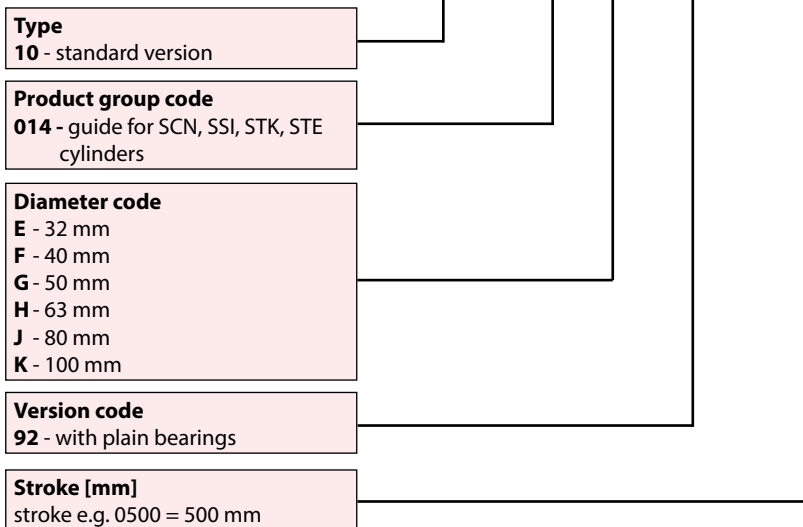 Type
10 - standard version
Product group code
014 - guide for SCN, SSI, STK, STE
cylinders
Diameter code
E - 32 mm
F - 40 mm
G - 50 mm
H - 63 mm
J - 80 mm
K - 100 mm
Version code
92 - with plain bearings
Stroke [mm]
stroke e.g. 0500 = 500 mm